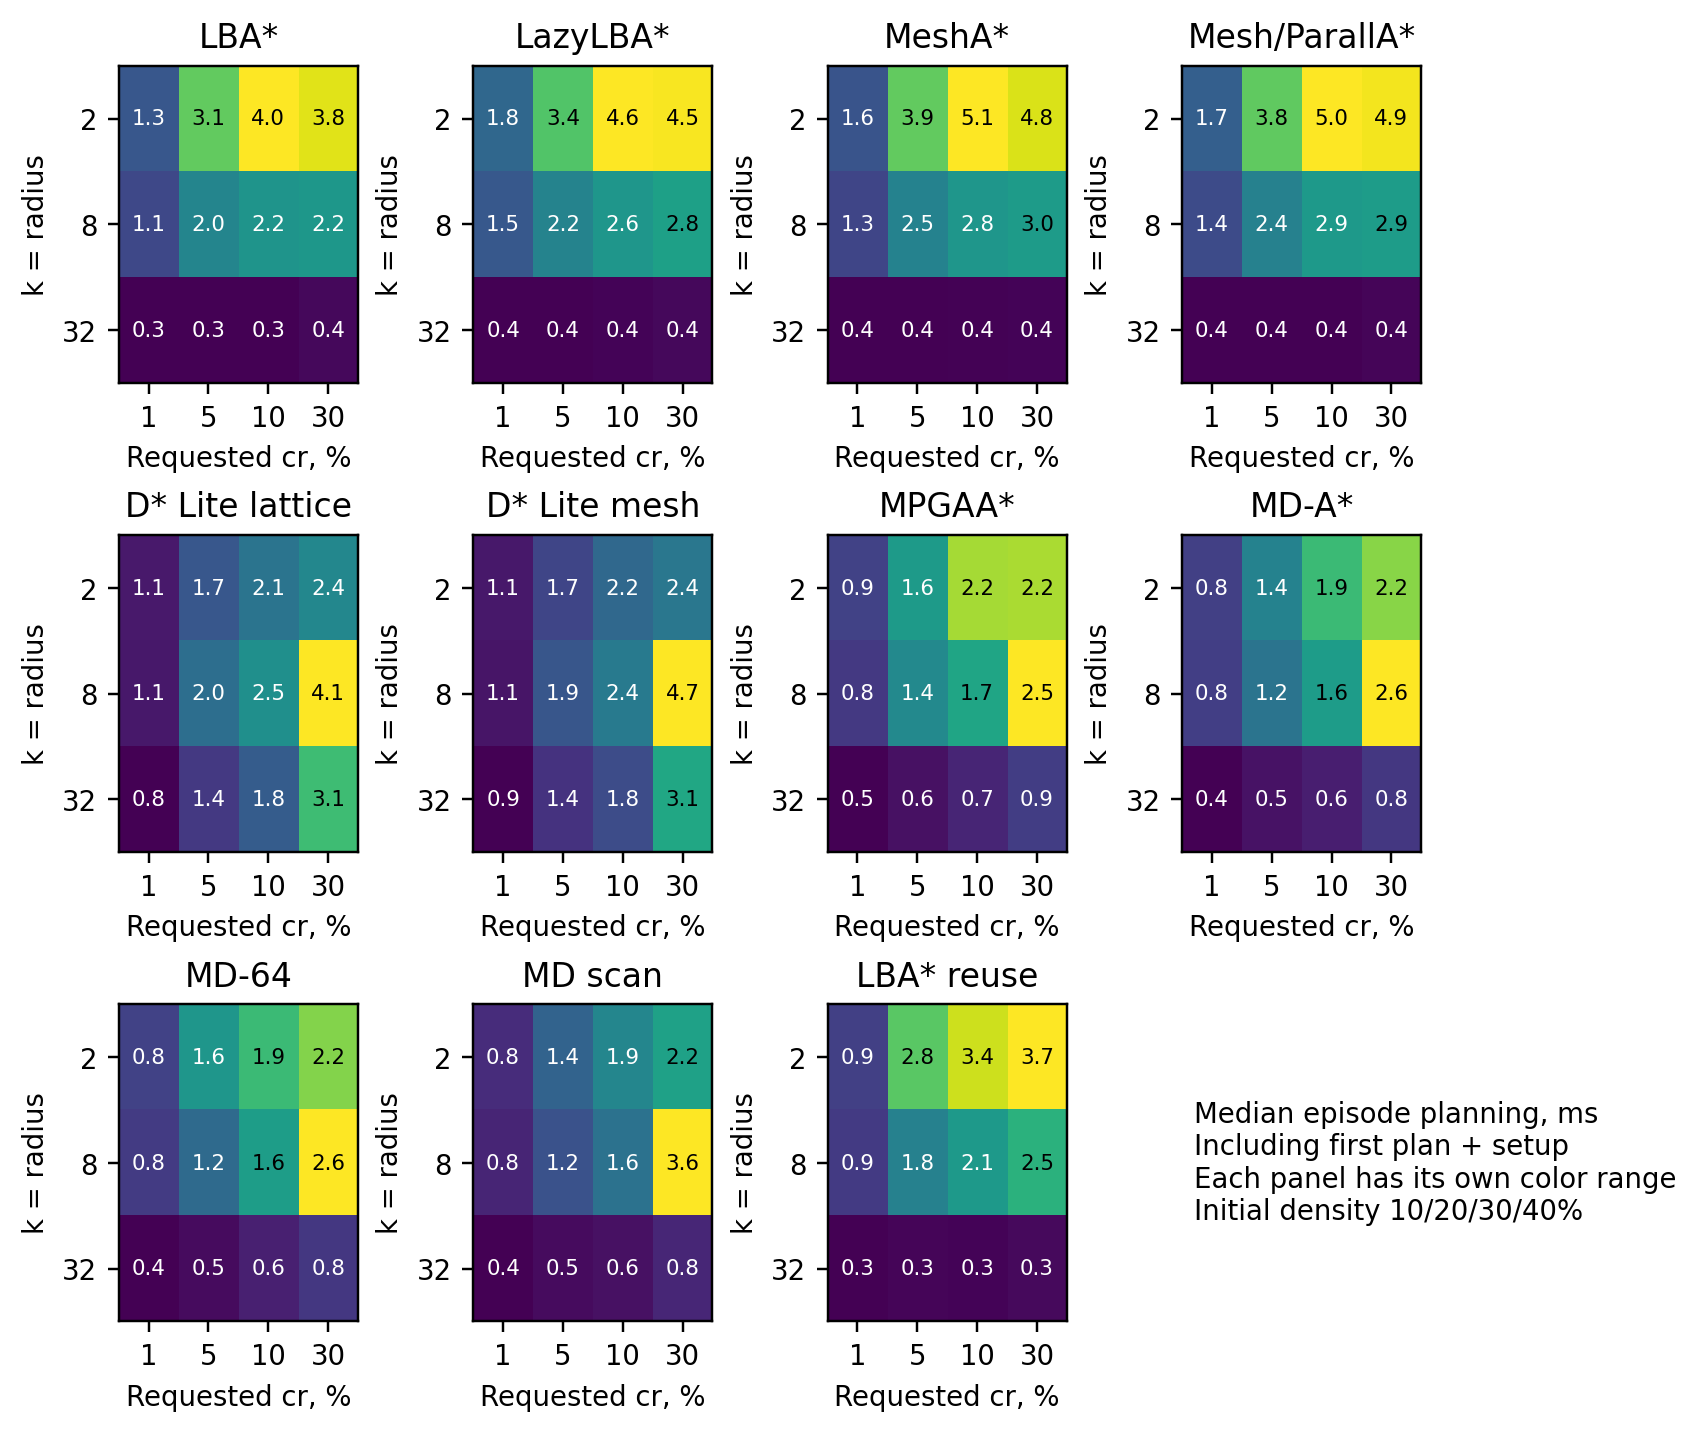 LBA* LazyLBA* MeshA* Mesh/ParallA*
k = radius 2 1.3 3.1 4.0 3.8 k = radius 2 1.8 3.4 4.6 4.5 k = radius 2 1.6 3.9 5.1 4.8 k = radius 2 1.7 3.8 5.0 4.9
8 1.1 2.0 2.2 2.2 8 1.5 2.2 2.6 2.8 8 1.3 2.5 2.8 3.0 8 1.4 2.4 2.9 2.9
32 0.3 0.3 0.3 0.4 32 0.4 0.4 0.4 0.4 32 0.4 0.4 0.4 0.4 32 0.4 0.4 0.4 0.4
1 5 10 30 1 5 10 30 1 5 10 30 1 5 10 30
Requested cr, % Requested cr, % Requested cr, % Requested cr, %
D* Lite lattice D* Lite mesh MPGAA* MD-A*
k = radius 2 1.1 1.7 2.1 2.4 k = radius 2 1.1 1.7 2.2 2.4 k = radius 2 0.9 1.6 2.2 2.2 k = radius 2 0.8 1.4 1.9 2.2
8 1.1 2.0 2.5 4.1 8 1.1 1.9 2.4 4.7 8 0.8 1.4 1.7 2.5 8 0.8 1.2 1.6 2.6
32 0.8 1.4 1.8 3.1 32 0.9 1.4 1.8 3.1 32 0.5 0.6 0.7 0.9 32 0.4 0.5 0.6 0.8
1 5 10 30 1 5 10 30 1 5 10 30 1 5 10 30
Requested cr, % Requested cr, % Requested cr, % Requested cr, %
MD-64 MD scan LBA* reuse
k = radius 2 0.8 1.6 1.9 2.2 k = radius 2 0.8 1.4 1.9 2.2 k = radius 2 0.9 2.8 3.4 3.7
8 0.8 1.2 1.6 2.6 8 0.8 1.2 1.6 3.6 8 0.9 1.8 2.1 2.5
32 0.4 0.5 0.6 0.8 32 0.4 0.5 0.6 0.8 32 0.3 0.3 0.3 0.3
1 5 10 30 1 5 10 30 1 5 10 30
Requested cr, % Requested cr, % Requested cr, %
Median episode planning, ms
Including first plan + setup
Each panel has its own color range
Initial density 10/20/30/40%